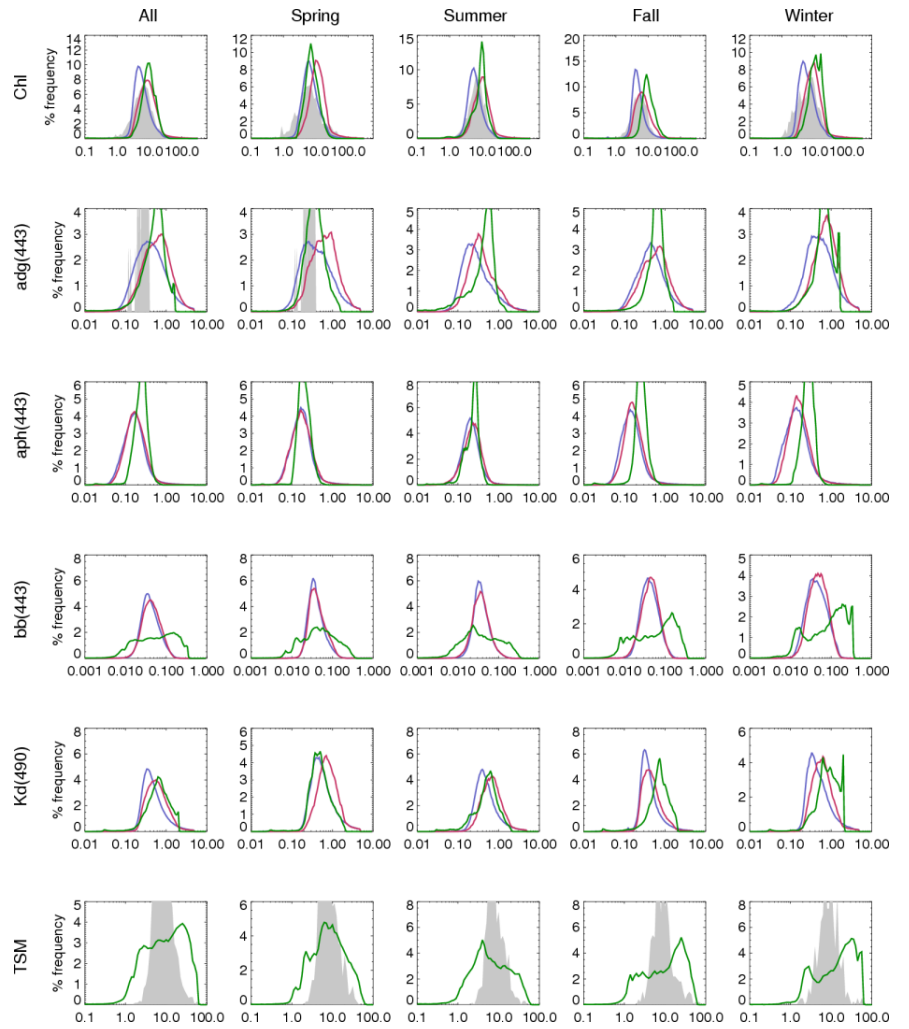 All Spring Summer Fall Winter
Chl
% frequency
14 12 10 8 6 4 2 0
12 10 8 6 4 2 0
15 10 5 0
20 15 10 5 0
12 10 8 6 4 2 0
0.1 1.0 10.0 100.0
0.1 1.0 10.0 100.0
0.1 1.0 10.0 100.0
0.1 1.0 10.0 100.0
0.1 1.0 10.0 100.0
adg(443)
% frequency
4 3 2 1 0
4 3 2 1 0
5 4 3 2 1 0
5 4 3 2 1 0
4 3 2 1 0
0.01 0.10 1.00 10.00
0.01 0.10 1.00 10.00
0.01 0.10 1.00 10.00
0.01 0.10 1.00 10.00
0.01 0.10 1.00 10.00
aph(443)
% frequency
6 5 4 3 2 1 0
6 5 4 3 2 1 0
8 6 4 2 0
6 5 4 3 2 1 0
5 4 3 2 1 0
0.01 0.10 1.00 10.00
0.01 0.10 1.00 10.00
0.01 0.10 1.00 10.00
0.01 0.10 1.00 10.00
0.01 0.10 1.00 10.00
bb(443)
% frequency
8 6 4 2 0
8 6 4 2 0
8 6 4 2 0
6 5 4 3 2 1 0
5 4 3 2 1 0
0.001 0.010 0.100 1.000
0.001 0.010 0.100 1.000
0.001 0.010 0.100 1.000
0.001 0.010 0.100 1.000
0.001 0.010 0.100 1.000
Kd(490)
% frequency
8 6 4 2 0
6 5 4 3 2 1 0
8 6 4 2 0
8 6 4 2 0
6 4 2 0
0.01 0.10 1.00 10.00
0.01 0.10 1.00 10.00
0.01 0.10 1.00 10.00
0.01 0.10 1.00 10.00
0.01 0.10 1.00 10.00
TSM
% frequency
5 4 3 2 1 0
6 4 2 0
8 6 4 2 0
8 6 4 2 0
8 6 4 2 0
0.1 1.0 10.0 100.0
0.1 1.0 10.0 100.0
0.1 1.0 10.0 100.0
0.1 1.0 10.0 100.0
0.1 1.0 10.0 100.0